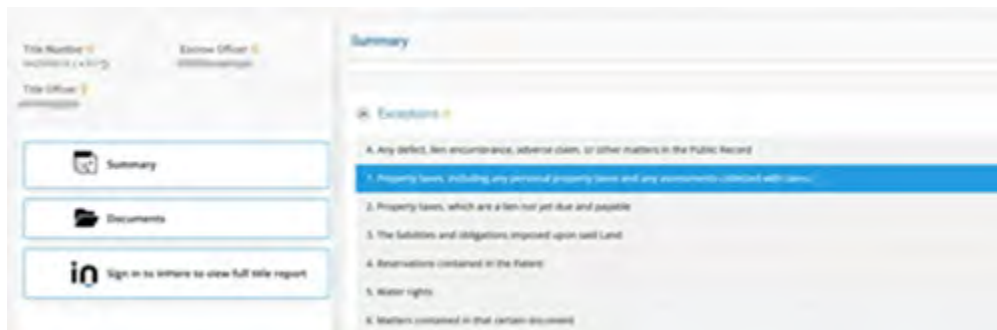 Title Number
Escrow Officer
Title Officer
Summary
Documents
in Sign in to inHere to view full title report
Summary
Exceptions
A. Any defect, lien encumbrance, adverse claim, or other matters in the Public Record
1. Property taxes, including any personal property taxes and any assessments collected with taxes
2. Property taxes, which are a lien not yet due and payable
3. The liabilities and obligations imposed upon said Land
4. Reservations contained in the Patent
5. Water rights
6. Matters contained in that certain document